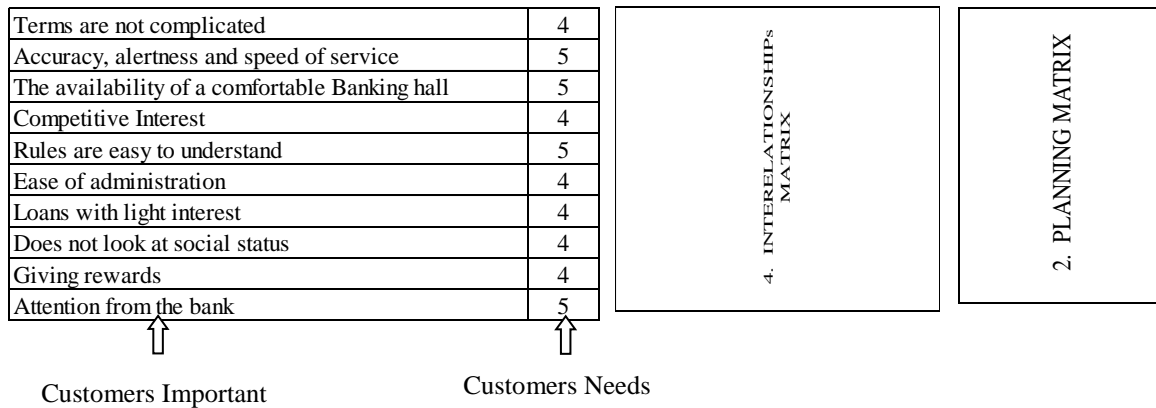 Terms are not complicated 4
Accuracy, alertness and speed of service 5
The availability of a comfortable Banking hall 5
Competitive Interest 4
Rules are easy to understand 5
Ease of administration 4
Loans with light interest 4
Does not look at social status 4
Giving rewards 4
Attention from the bank 5
4. INTERELATIONSHIPs
MATRIX
2. PLANNING MATRIX
Customers Important
Customers Needs